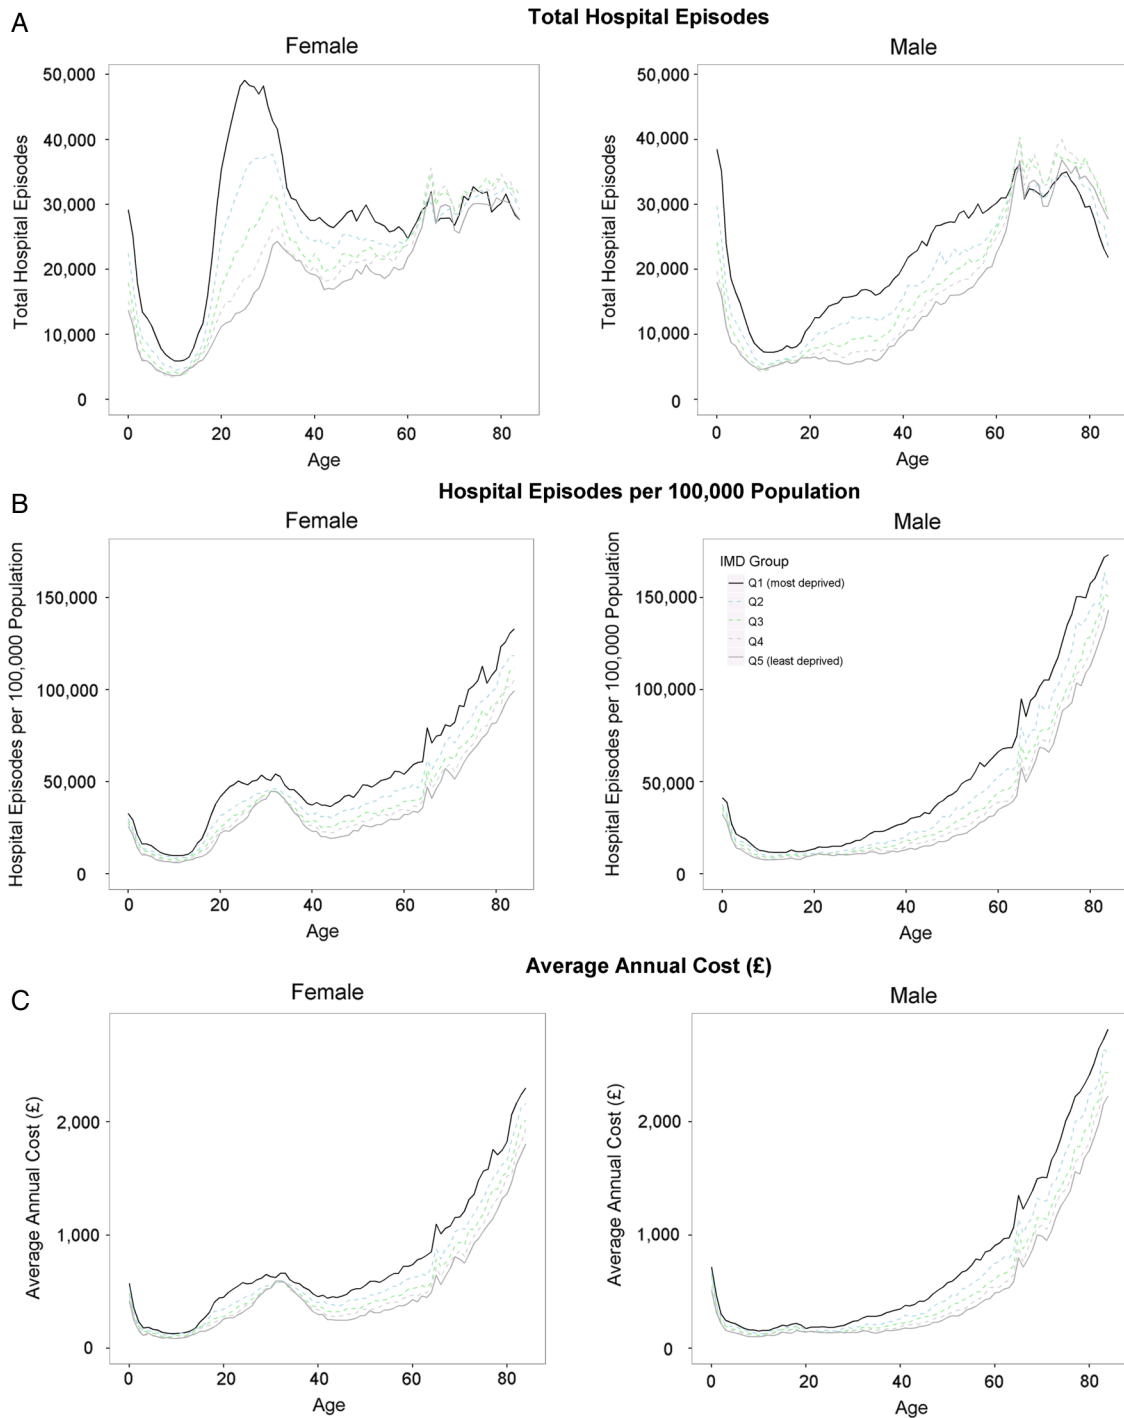 A
Total Hospital Episodes
Female
Male
Total Hospital Episodes
50,000
40,000
30,000
20,000
10,000
0
0 20 40 60 80
Age
Total Hospital Episodes
50,000
40,000
30,000
20,000
10,000
0
0 20 40 60 80
Age
B
Hospital Episodes per 100,000 Population
Female
Male
Hospital Episodes per 100,000 Population
150,000
100,000
50,000
0
0 20 40 60 80
Age
Hospital Episodes per 100,000 Population
150,000
100,000
50,000
0
IMD Group
Q1 (most deprived)
Q2
Q3
Q4
Q5 (least deprived)
0 20 40 60 80
Age
C
Average Annual Cost (£)
Female
Male
Average Annual Cost (£)
2,000
1,000
0
0 20 40 60 80
Age
Average Annual Cost (£)
2,000
1,000
0
0 20 40 60 80
Age